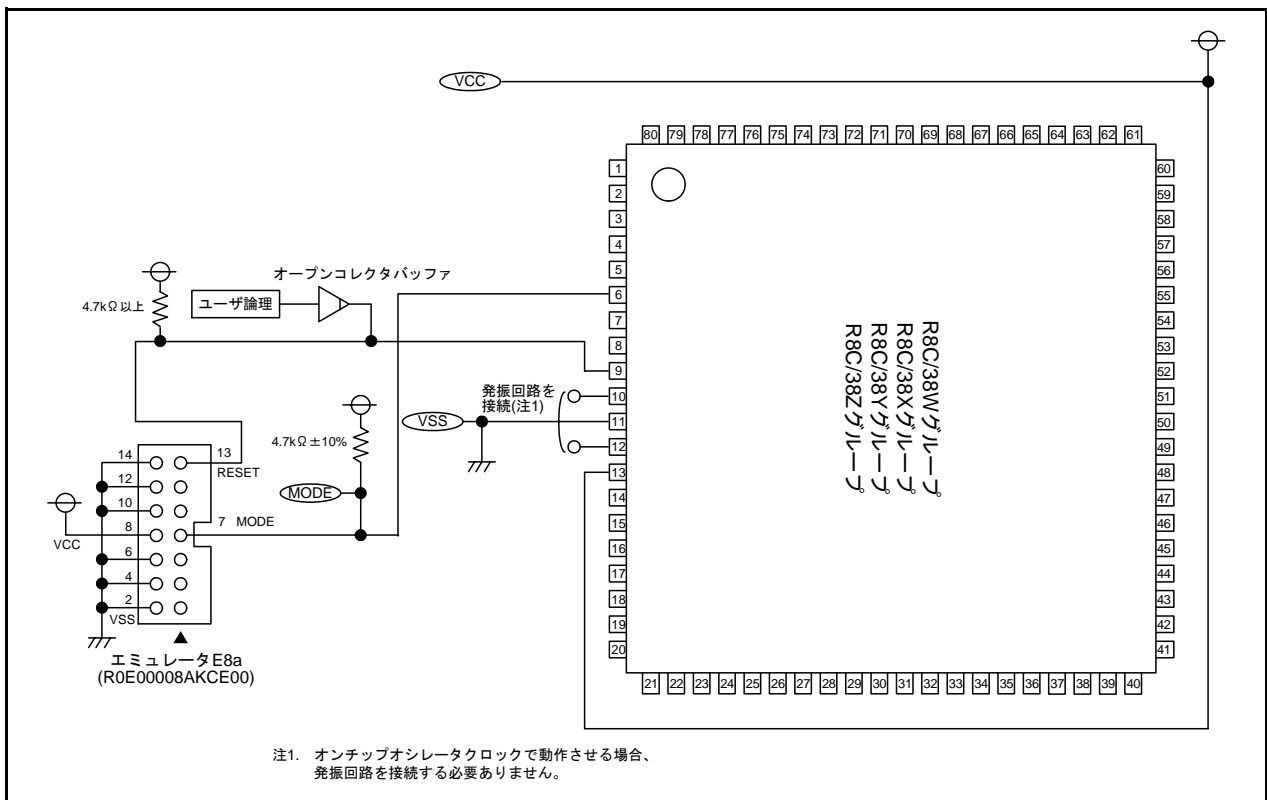 VCC
80 79 78 77 76 75 74 73 72 71 70 69 68 67 66 65 64 63 62 61
1
2
3
4
5
6
7
8
9
10
11
12
13
14
15
16
17
18
19
20
60
59
58
57
56
55
54
53
52
51
50
49
48
47
46
45
44
43
42
41
21 22 23 24 25 26 27 28 29 30 31 32 33 34 35 36 37 38 39 40
R8C/38Wグループ
R8C/38Xグループ
R8C/38Yグループ
R8C/38Zグループ
オープンコレクタバッファ
ユーザ論理
4.7kΩ以上
発振回路を
接続(注1)
VSS
4.7kΩ±10%
MODE
14
13
RESET
12
10
8
7 MODE
VCC
6
4
2
VSS
エミュレータE8a
(R0E00008AKCE00)
注1. オンチップオシレータクロックで動作させる場合、
発振回路を接続する必要ありません。